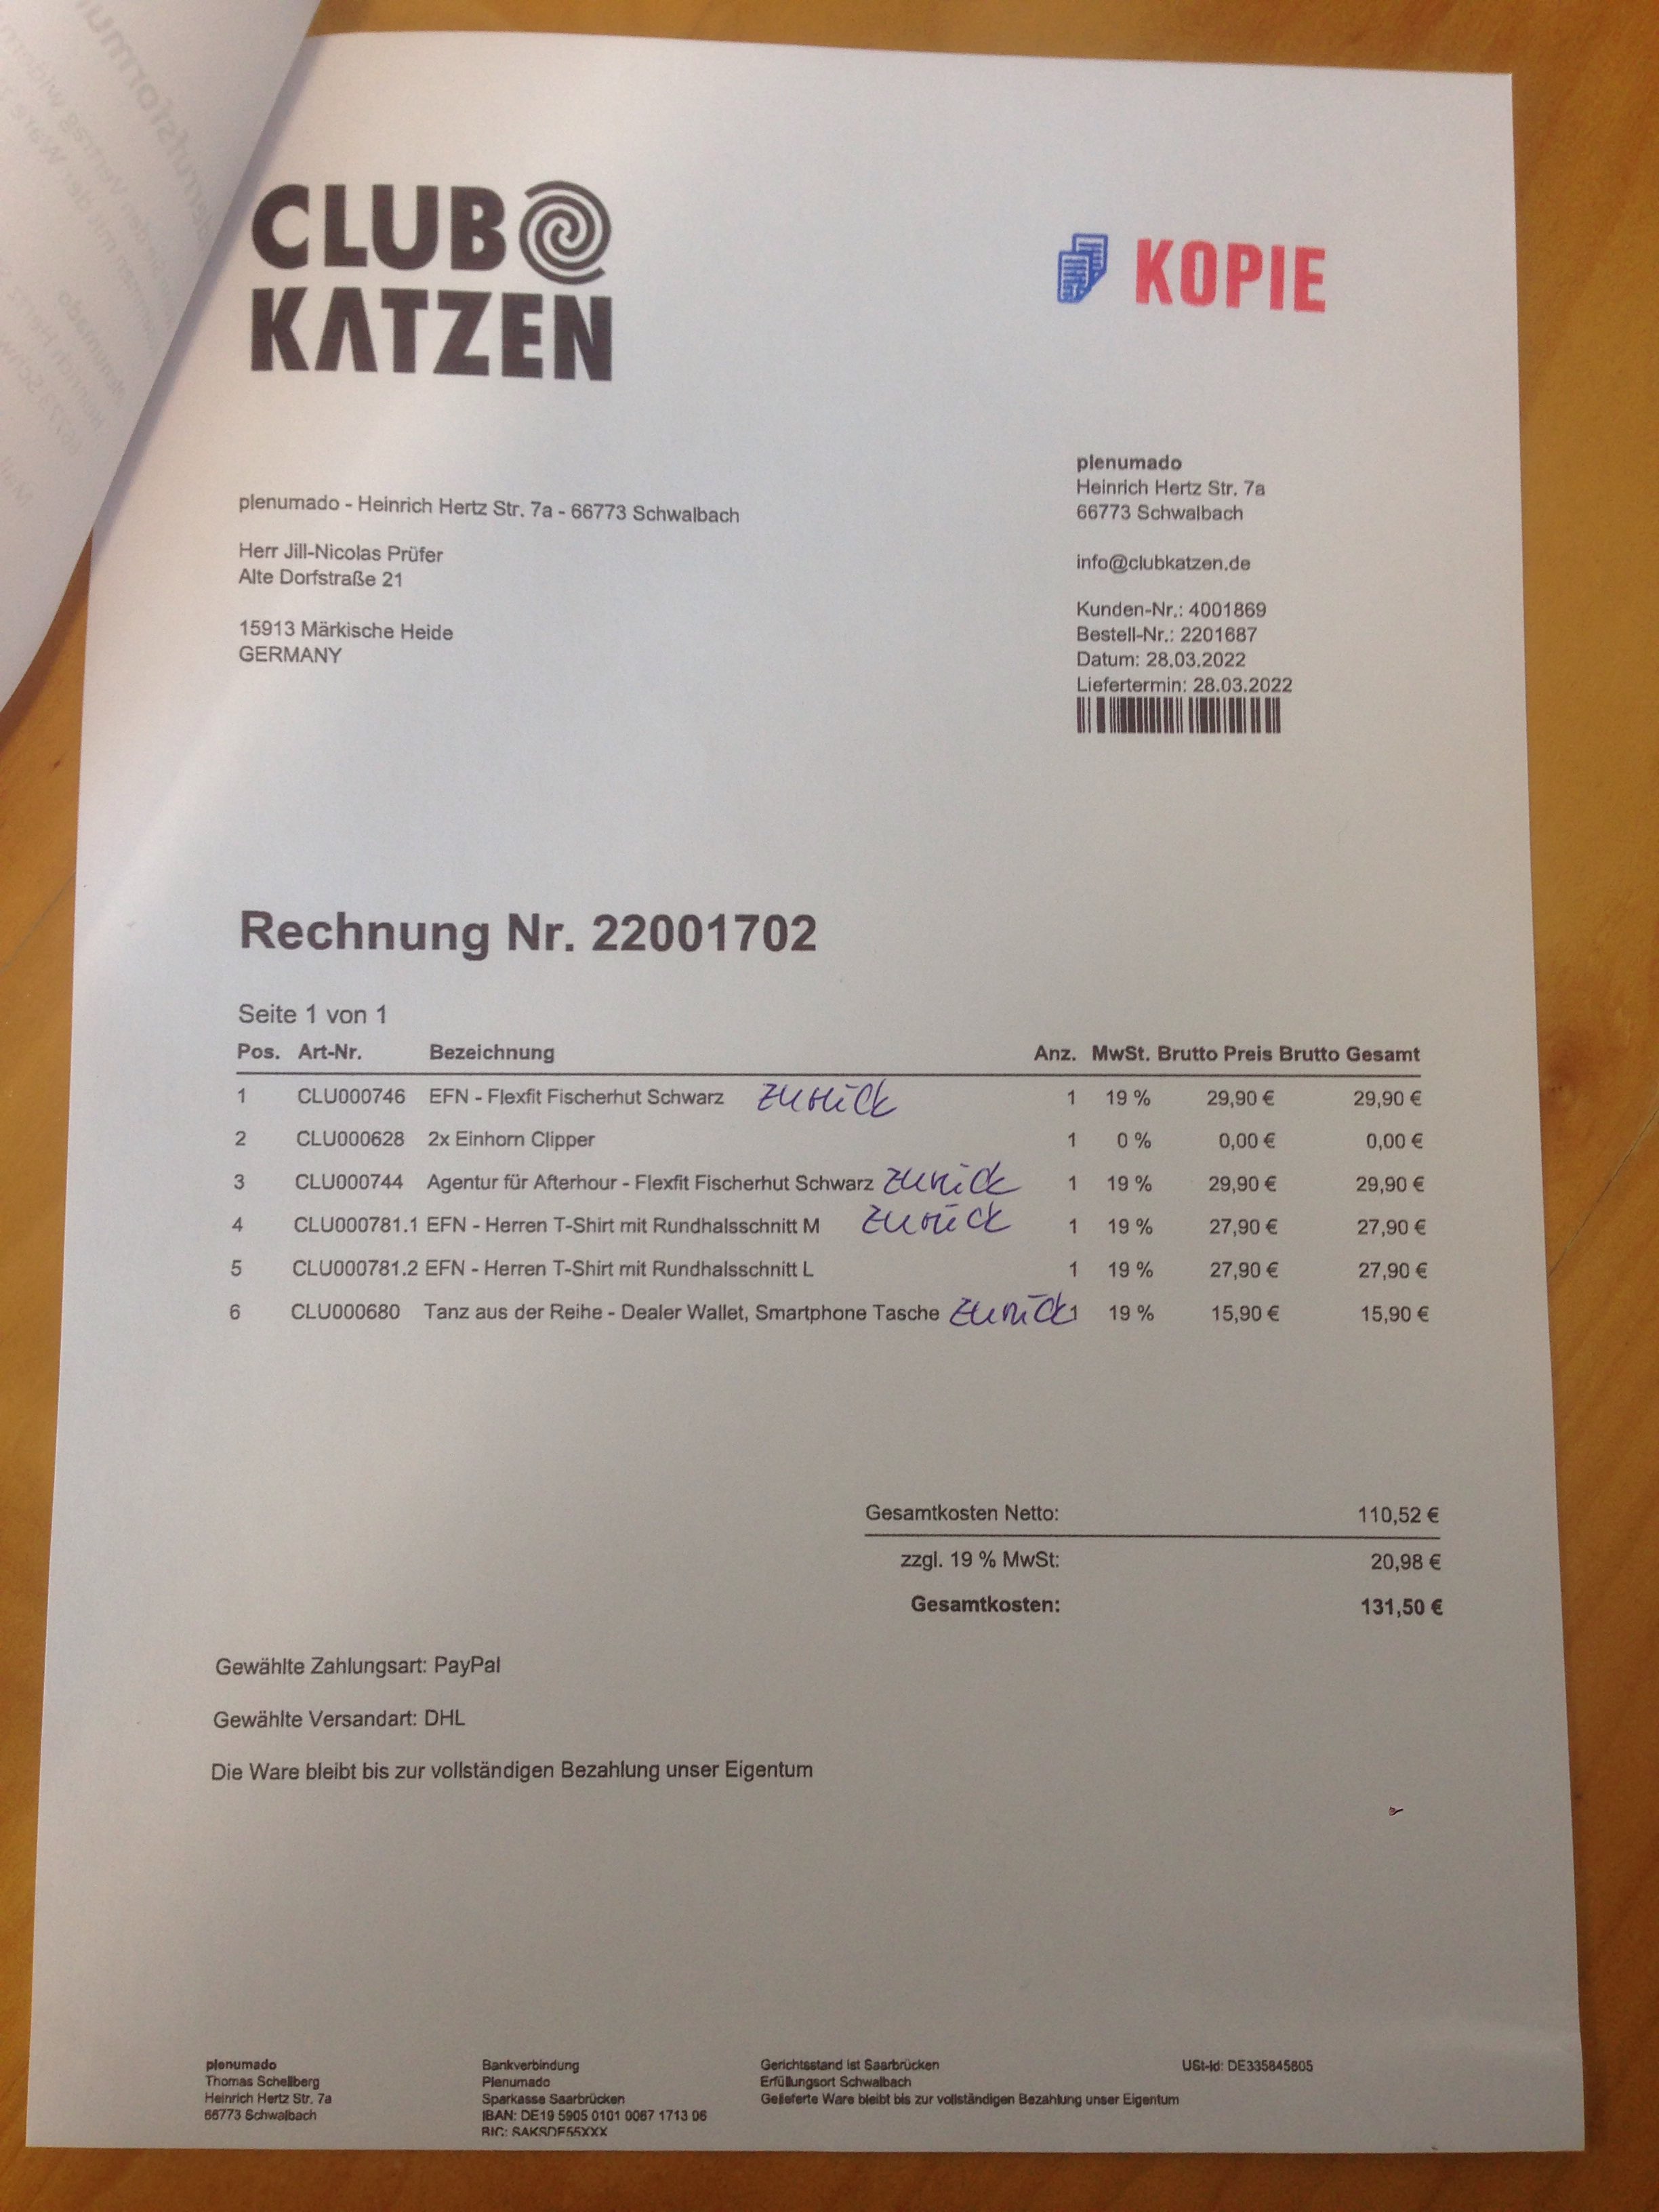 CLUB
KATZEN
KOPIE
plenumado
Heinrich Hertz Str. 7a
66773 Schwalbach
info@clubkatzen.de
Kunden-Nr.: 4001869
Bestell-Nr.: 2201687
Datum: 28.03.2022
Liefertermin: 28.03.2022
plenumado - Heinrich Hertz Str. 7a - 66773 Schwalbach
Herr Jill-Nicolas Prüfer
Alte Dorfstraße 21
15913 Märkische Heide
GERMANY
Rechnung Nr. 22001702
Seite 1 von 1
Pos. Art-Nr. Bezeichnung Anz. MwSt. Brutto Preis Brutto Gesamt
1 CLU000746 EFN - Flexfit Fischerhut Schwarz zurück 1 19 % 29,90 € 29,90 €
2 CLU000628 2x Einhorn Clipper 1 0 % 0,00 € 0,00 €
3 CLU000744 Agentur für Afterhour - Flexfit Fischerhut Schwarz zurück 1 19 % 29,90 € 29,90 €
4 CLU000781.1 EFN - Herren T-Shirt mit Rundhalsschnitt M zurück 1 19 % 27,90 € 27,90 €
5 CLU000781.2 EFN - Herren T-Shirt mit Rundhalsschnitt L 1 19 % 27,90 € 27,90 €
6 CLU000680 Tanz aus der Reihe - Dealer Wallet, Smartphone Tasche zurück 1 19 % 15,90 € 15,90 €
Gesamtkosten Netto: 110,52 €
zzgl. 19 % MwSt: 20,98 €
Gesamtkosten: 131,50 €
Gewählte Zahlungsart: PayPal
Gewählte Versandart: DHL
Die Ware bleibt bis zur vollständigen Bezahlung unser Eigentum
plenumado
Thomas Schellberg
Heinrich Hertz Str. 7a
66773 Schwalbach
Bankverbindung
Plenumado
Sparkasse Saarbrücken
IBAN: DE19 5905 0101 0067 1713 06
BIC: SAKSDE55XXX
Gerichtsstand ist Saarbrücken
Erfüllungsort Schwalbach
Gelieferte Ware bleibt bis zur vollständigen Bezahlung unser Eigentum
USt-Id: DE335845805